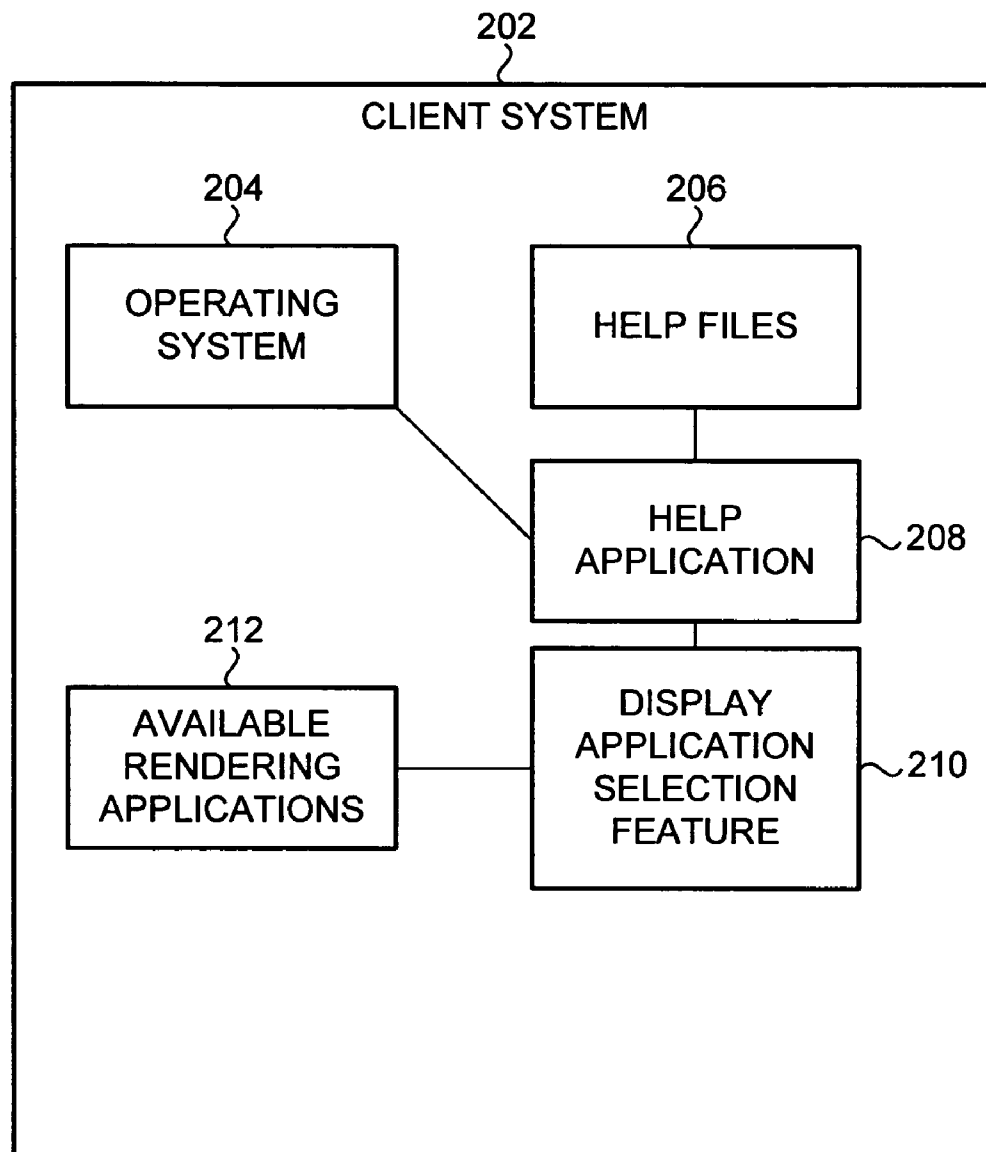 202
CLIENT SYSTEM
204
OPERATING
SYSTEM
206
HELP FILES
HELP
APPLICATION
208
212
AVAILABLE
RENDERING
APPLICATIONS
DISPLAY
APPLICATION
SELECTION
FEATURE
210